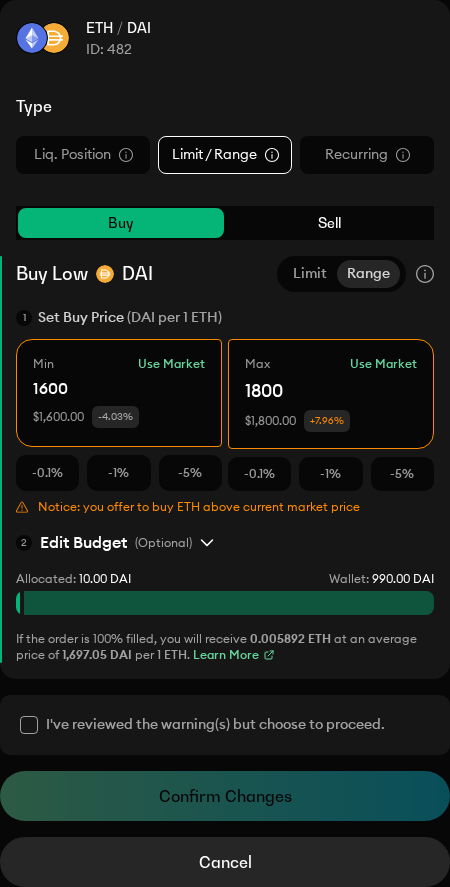 ETH / DAI
ID: 482
Type
Liq. Position
Limit / Range
Recurring
Buy
Sell
Buy Low DAI
Limit
Range
1 Set Buy Price (DAI per 1 ETH)
Min Use Market
1600
$1,600.00 -4.03%
Max Use Market
1800
$1,800.00 +7.96%
-0.1% -1% -5% -0.1% -1% -5%
Notice: you offer to buy ETH above current market price
2 Edit Budget (Optional)
Allocated: 10.00 DAI Wallet: 990.00 DAI
If the order is 100% filled, you will receive 0.005892 ETH at an average
price of 1,697.05 DAI per 1 ETH. Learn More
I've reviewed the warning(s) but choose to proceed.
Confirm Changes
Cancel